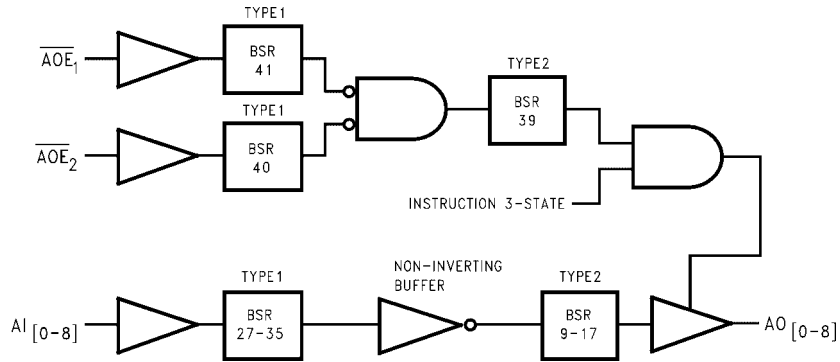 TYPE1
AOE1
BSR
41
TYPE2
TYPE1
BSR
39
AOE2
BSR
40
INSTRUCTION 3-STATE
TYPE1
NON-INVERTING
BUFFER
TYPE2
AI[0-8]
BSR
27-35
BSR
9-17
AO[0-8]